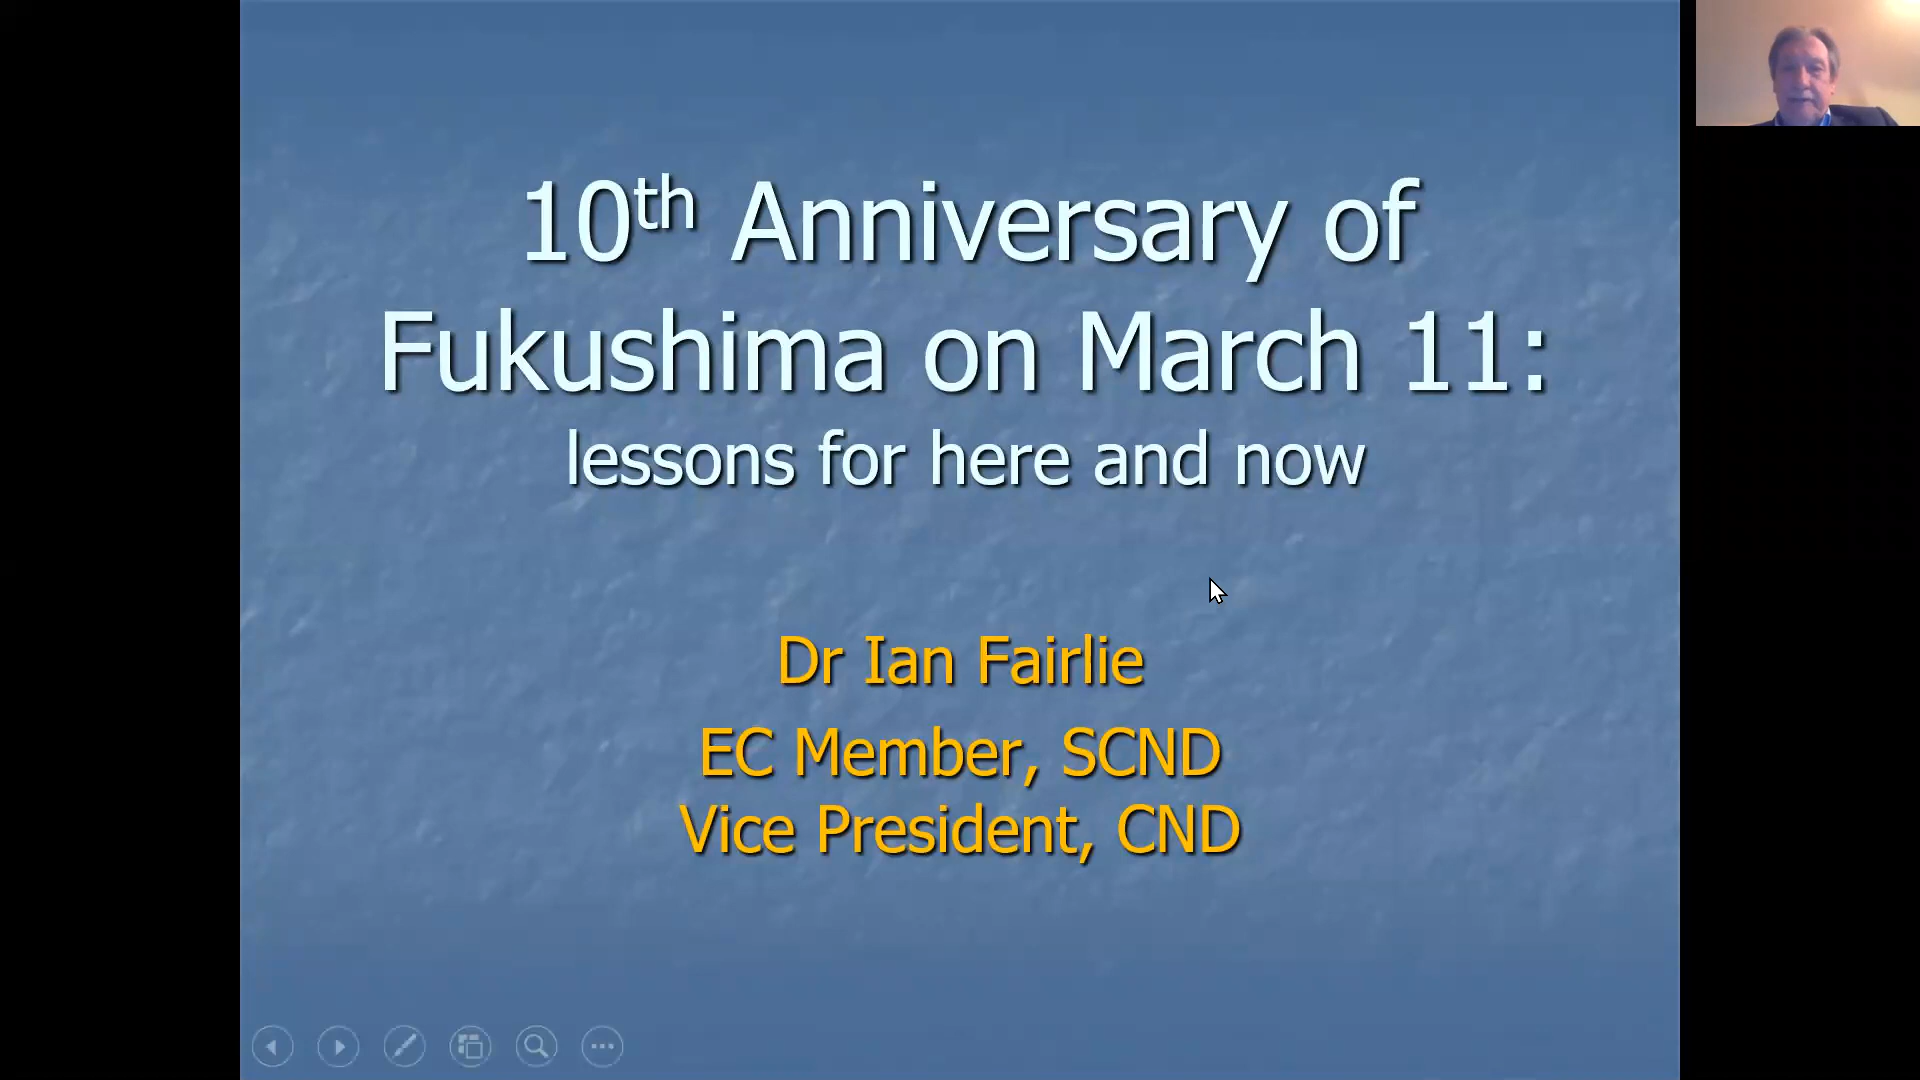 10th Anniversary of
Fukushima on March 11:
lessons for here and now
Dr Ian Fairlie
EC Member, SCND
Vice President, CND